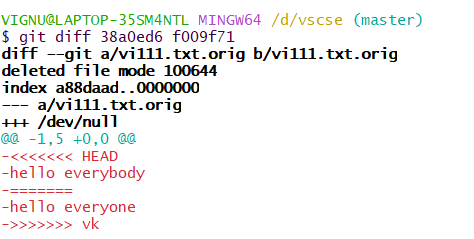 VIGNU@LAPTOP-35SM4NTL MINGW64 /d/vscse (master)
$ git diff 38a0ed6 f009f71
diff --git a/vi111.txt.orig b/vi111.txt.orig
deleted file mode 100644
index a88daad..0000000
--- a/vi111.txt.orig
+++ /dev/null
@@ -1,5 +0,0 @@
-<<<<<<< HEAD
-hello everybody
-=======
-hello everyone
->>>>>>> vk